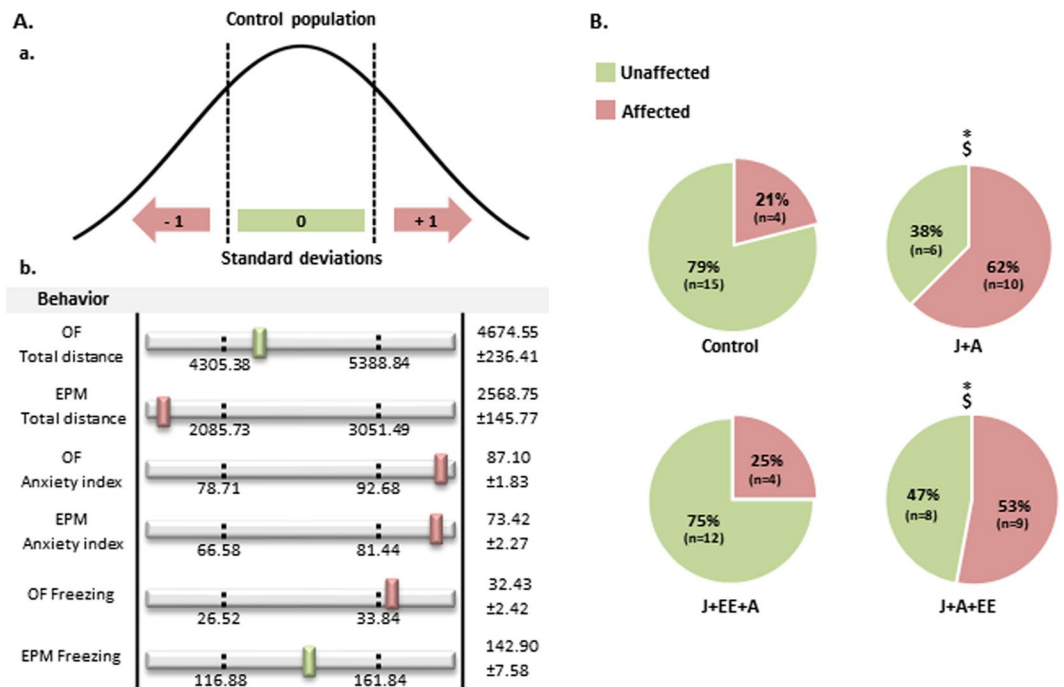 A.
Control population
a.
- 1
0
+ 1
Standard deviations
b.
Behavior
OF
Total distance
4305.38
5388.84
4674.55
±236.41
EPM
Total distance
2085.73
3051.49
2568.75
±145.77
OF
Anxiety index
78.71
92.68
87.10
±1.83
EPM
Anxiety index
66.58
81.44
73.42
±2.27
OF Freezing
26.52
33.84
32.43
±2.42
EPM Freezing
116.88
161.84
142.90
±7.58
B.
Unaffected
Affected
21%
(n=4)
79%
(n=15)
Control
*
$
38%
(n=6)
62%
(n=10)
J+A
25%
(n=4)
75%
(n=12)
J+EE+A
*
$
47%
(n=8)
53%
(n=9)
J+A+EE